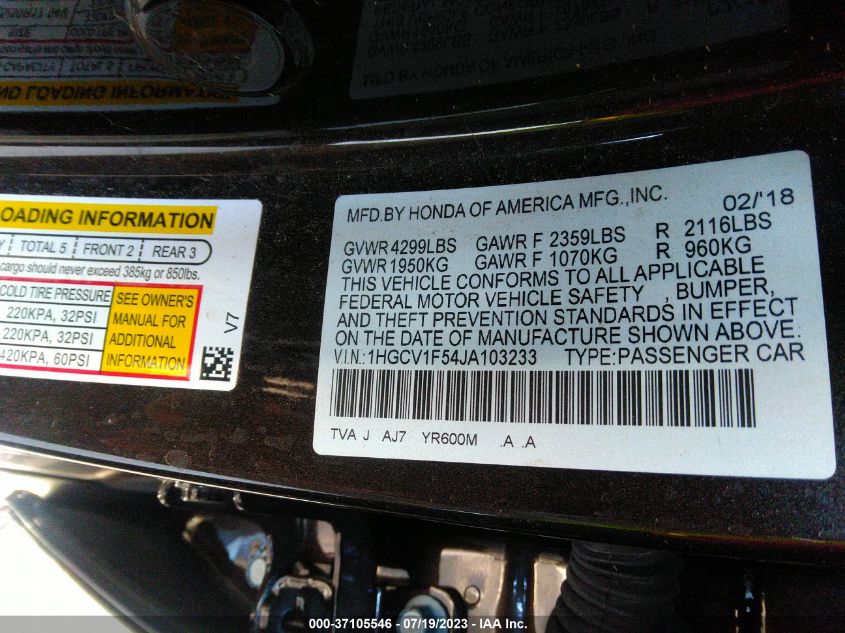 LOADING INFORMATION
Y TOTAL 5 FRONT 2 REAR 3
cargo should never exceed 385kg or 850lbs.
COLD TIRE PRESSURE
220KPA, 32PSI
220KPA, 32PSI
420KPA, 60PSI
SEE OWNER'S
MANUAL FOR
ADDITIONAL
INFORMATION
V7
MFD.BY HONDA OF AMERICA MFG.,INC. 02/'18
GVWR 4299LBS GAWR F 2359LBS R 2116LBS
GVWR 1950KG GAWR F 1070KG R 960KG
THIS VEHICLE CONFORMS TO ALL APPLICABLE
FEDERAL MOTOR VEHICLE SAFETY , BUMPER,
AND THEFT PREVENTION STANDARDS IN EFFECT
ON THE DATE OF MANUFACTURE SHOWN ABOVE.
V.I.N.:1HGCV1F54JA103233 TYPE:PASSENGER CAR
TVA J AJ7 YR600M .A .A
000-37105546 - 07/19/2023 - IAA Inc.